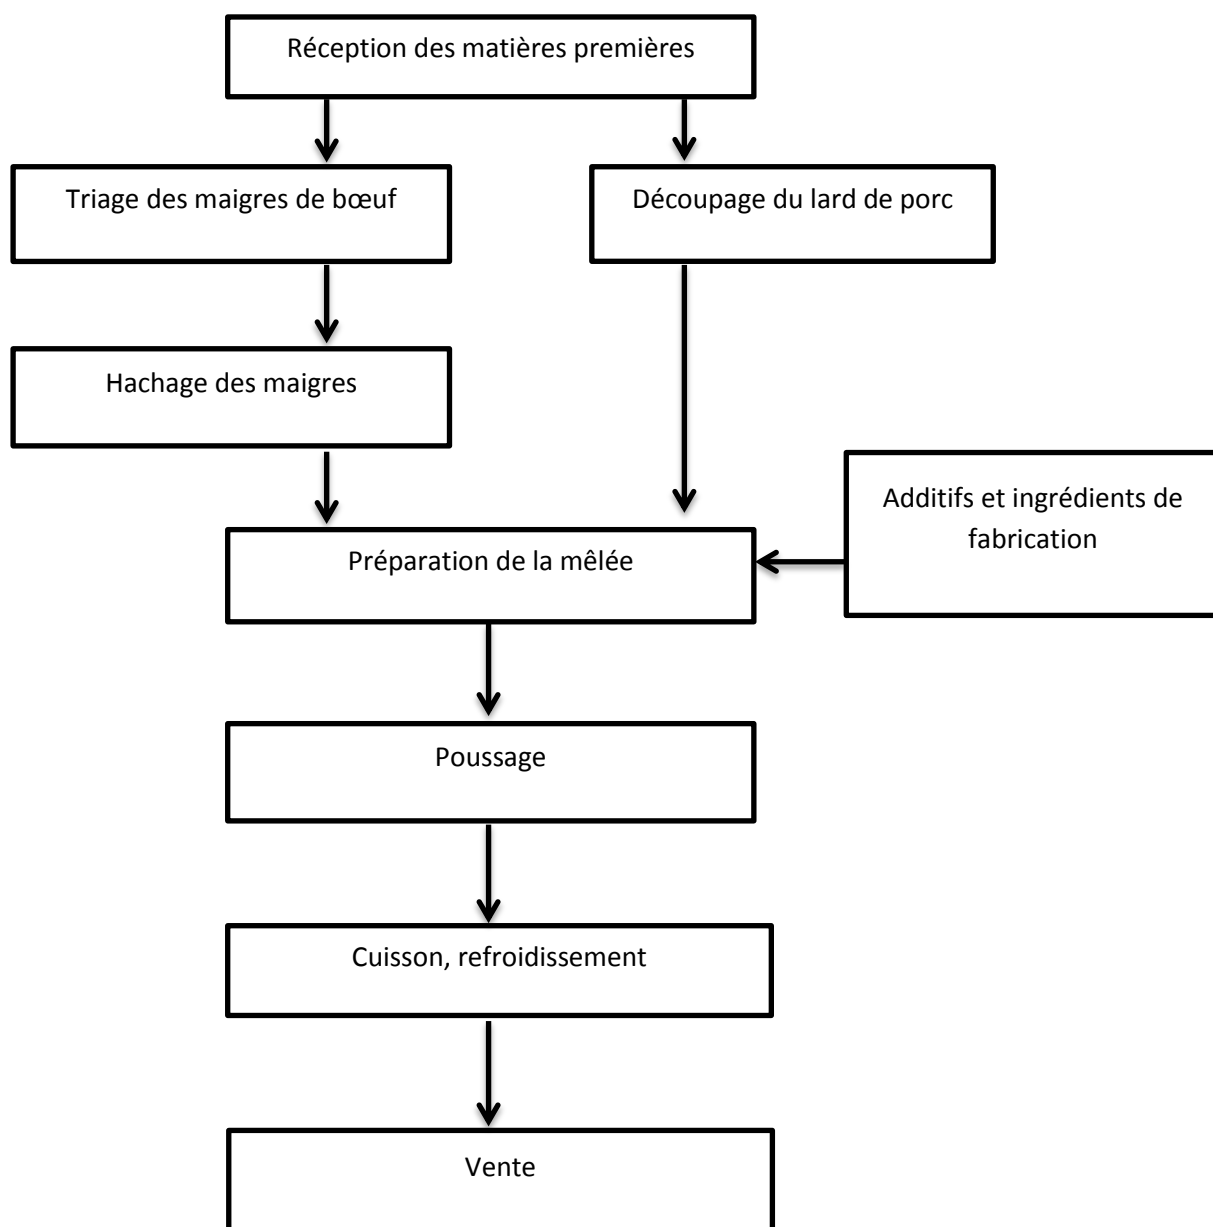 Réception des matières premières
Triage des maigres de bœuf
Découpage du lard de porc
Hachage des maigres
Additifs et ingrédients de
fabrication
Préparation de la mêlée
Poussage
Cuisson, refroidissement
Vente